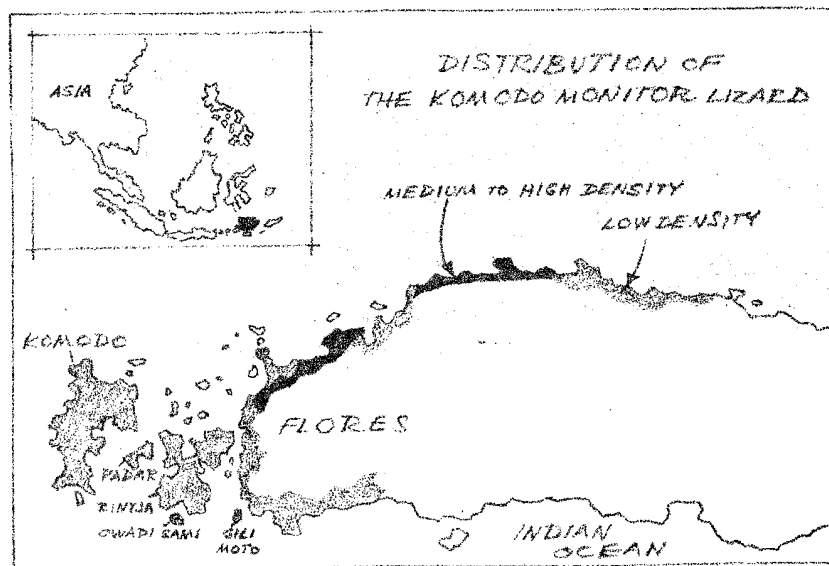 ASIA
DISTRIBUTION OF
THE KOMODO MONITOR LIZARD
MEDIUM TO HIGH DENSITY
LOW DENSITY
KOMODO
FLORES
PADAR
RINTJA
OWADI SAMI
GILI
MOTO
INDIAN
OCEAN